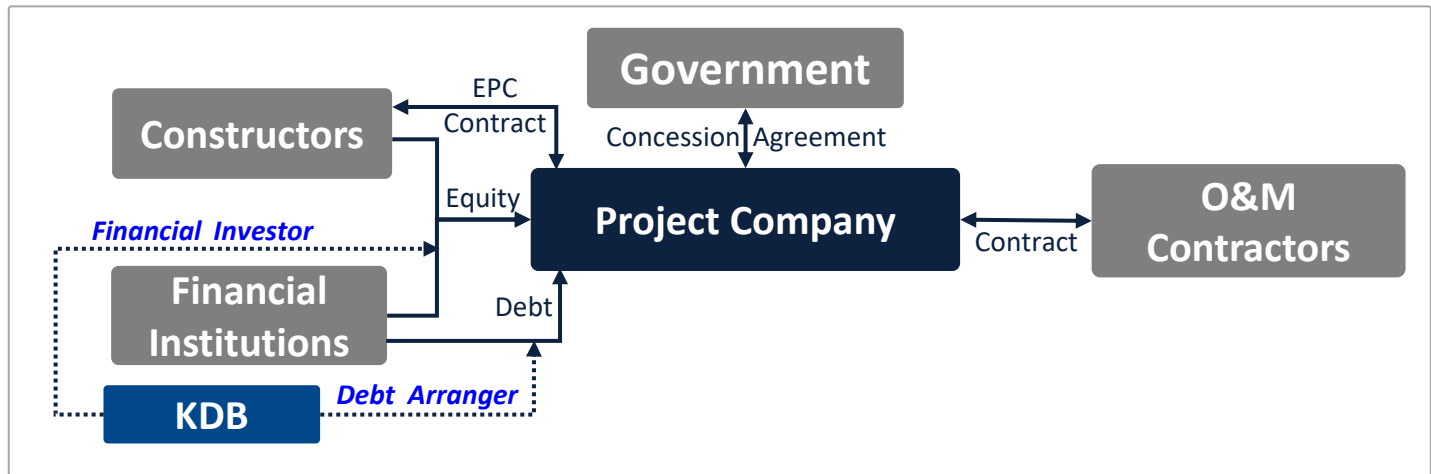 Government
EPC
Contract
Constructors
Concession Agreement
Equity
Project Company
O&M
Contractors
Contract
Financial Investor
Financial
Institutions
Debt
Debt Arranger
KDB